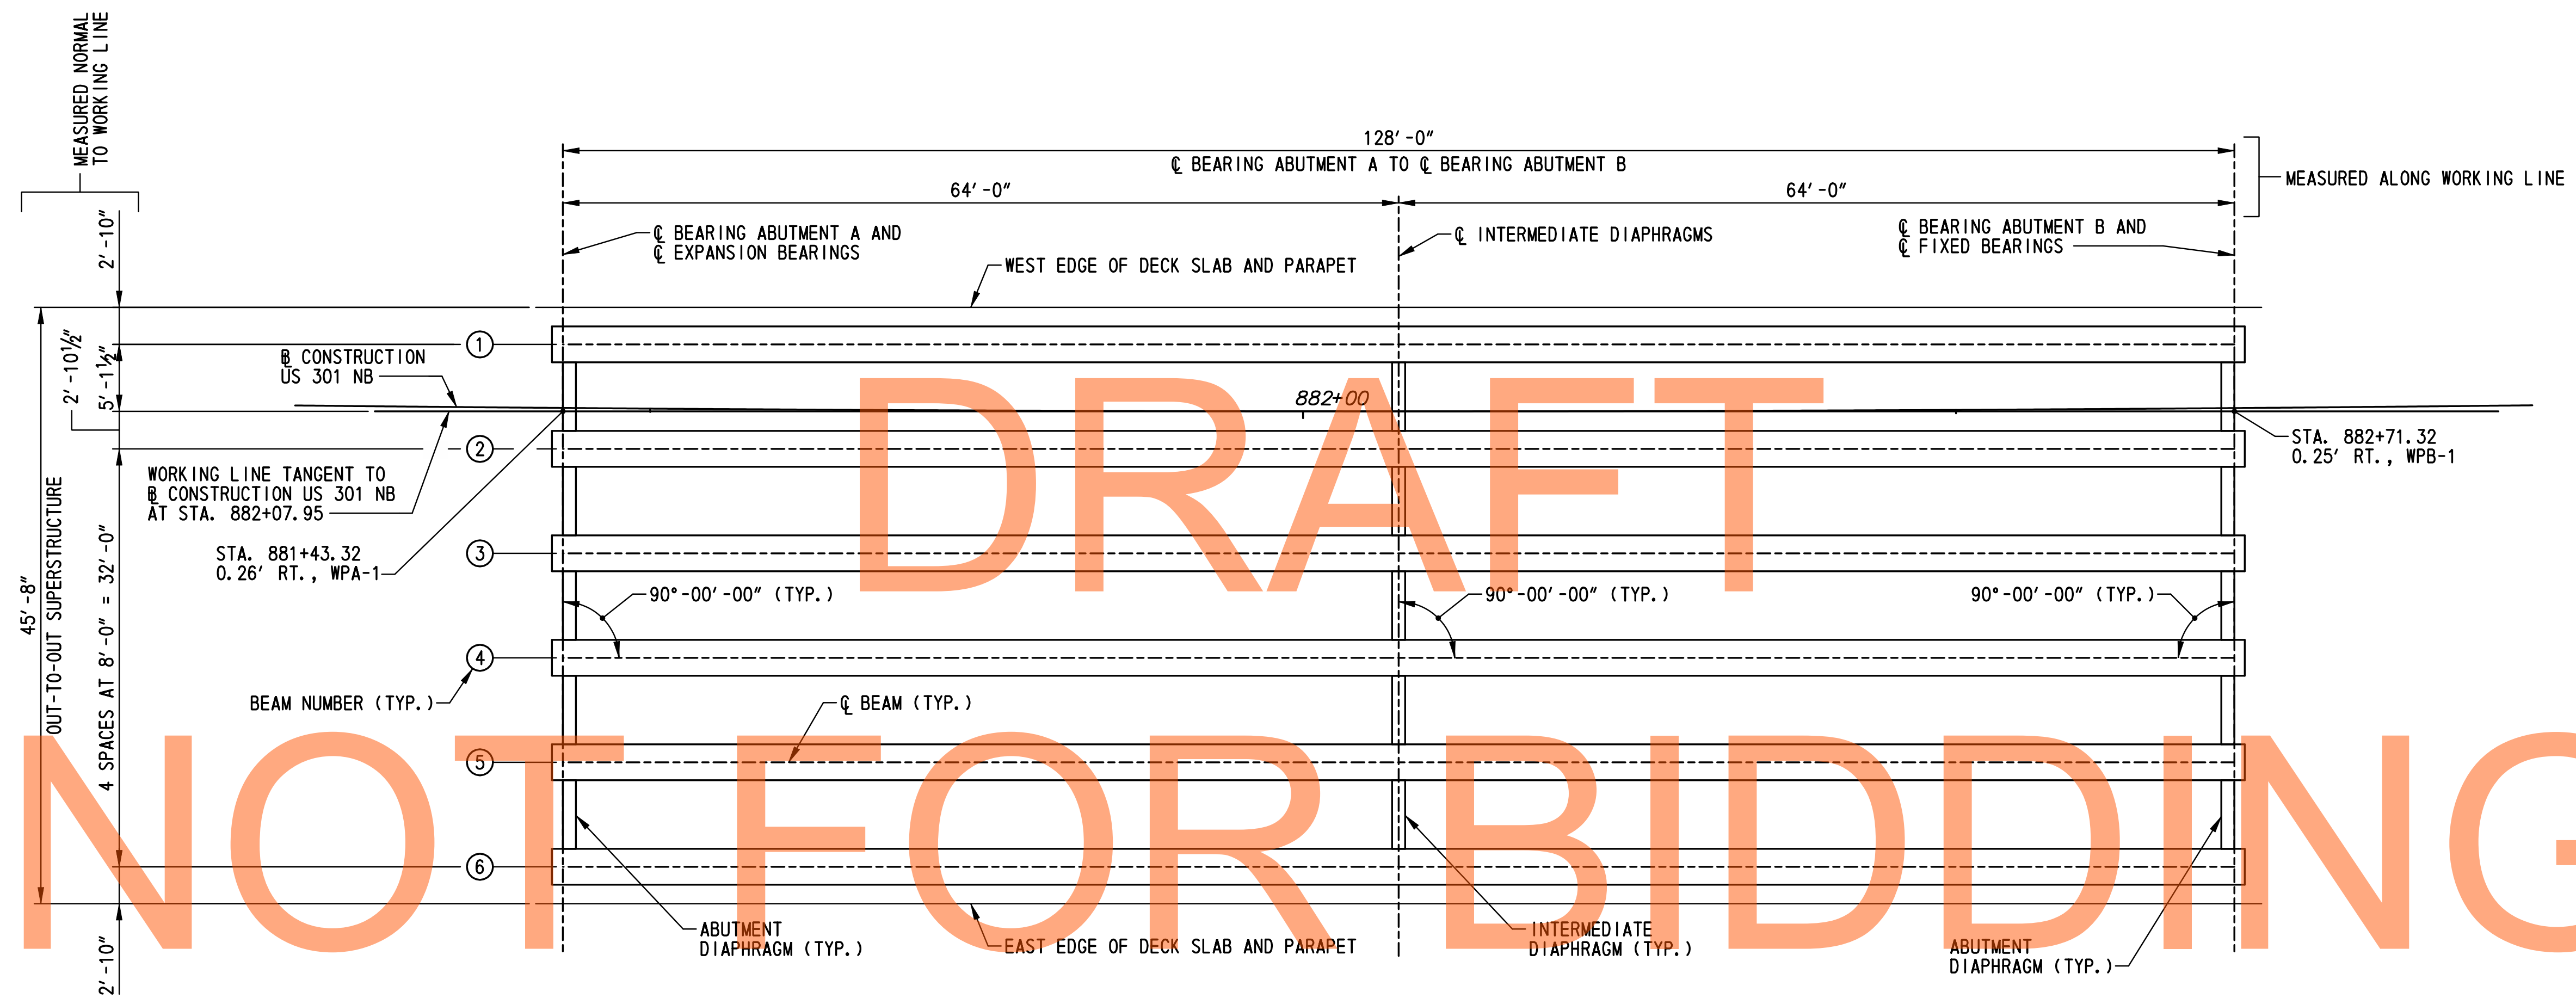 MEASURED NORMAL
TO WORKING LINE
128'-0"
℄ BEARING ABUTMENT A TO ℄ BEARING ABUTMENT B
64'-0"
64'-0"
MEASURED ALONG WORKING LINE
2'-10"
℄ BEARING ABUTMENT A AND
℄ EXPANSION BEARINGS
℄ INTERMEDIATE DIAPHRAGMS
℄ BEARING ABUTMENT B AND
℄ FIXED BEARINGS
WEST EDGE OF DECK SLAB AND PARAPET
2'-10½"
5'-1½"
1
BL CONSTRUCTION
US 301 NB
882+00
2
STA. 882+71.32
0.25' RT., WPB-1
WORKING LINE TANGENT TO
BL CONSTRUCTION US 301 NB
AT STA. 882+07.95
STA. 881+43.32
0.26' RT., WPA-1
3
45'-8"
OUT-TO-OUT SUPERSTRUCTURE
4 SPACES AT 8'-0" = 32'-0"
90°-00'-00" (TYP.)
90°-00'-00" (TYP.)
90°-00'-00" (TYP.)
4
BEAM NUMBER (TYP.)
℄ BEAM (TYP.)
5
6
ABUTMENT
DIAPHRAGM (TYP.)
EAST EDGE OF DECK SLAB AND PARAPET
INTERMEDIATE
DIAPHRAGM (TYP.)
ABUTMENT
DIAPHRAGM (TYP.)
2'-10"
DRAFT
NOT FOR BIDDING